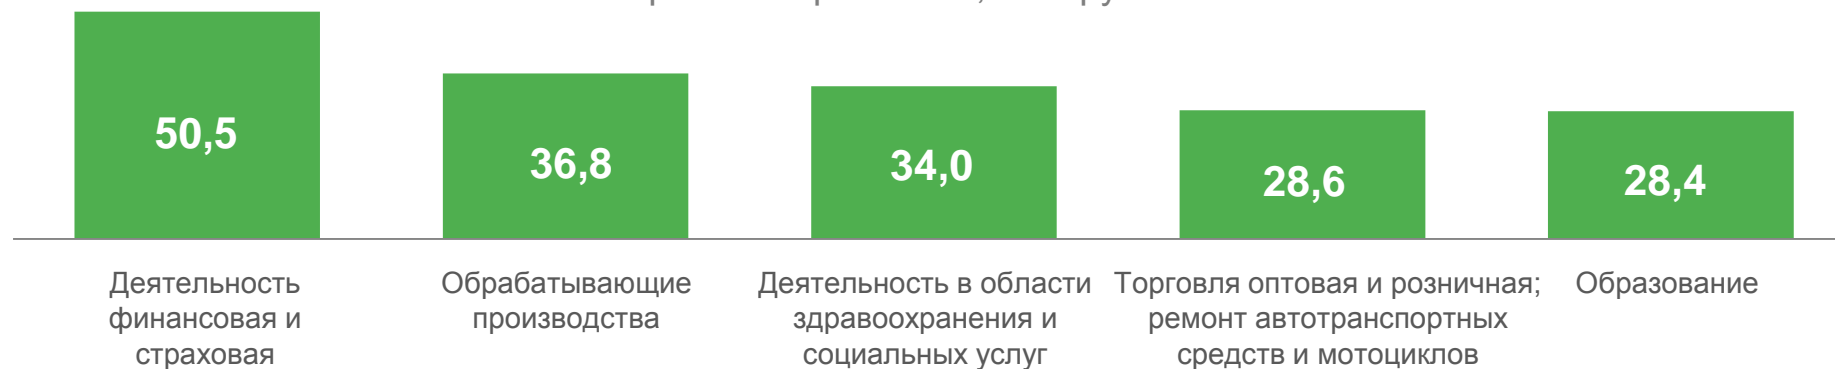 50,5
36,8
34,0
28,6
28,4
Деятельность
финансовая и
страховая
Обрабатывающие
производства
Деятельность в области
здравоохранения и
социальных услуг
Торговля оптовая и розничная;
ремонт автотранспортных
средств и мотоциклов
Образование